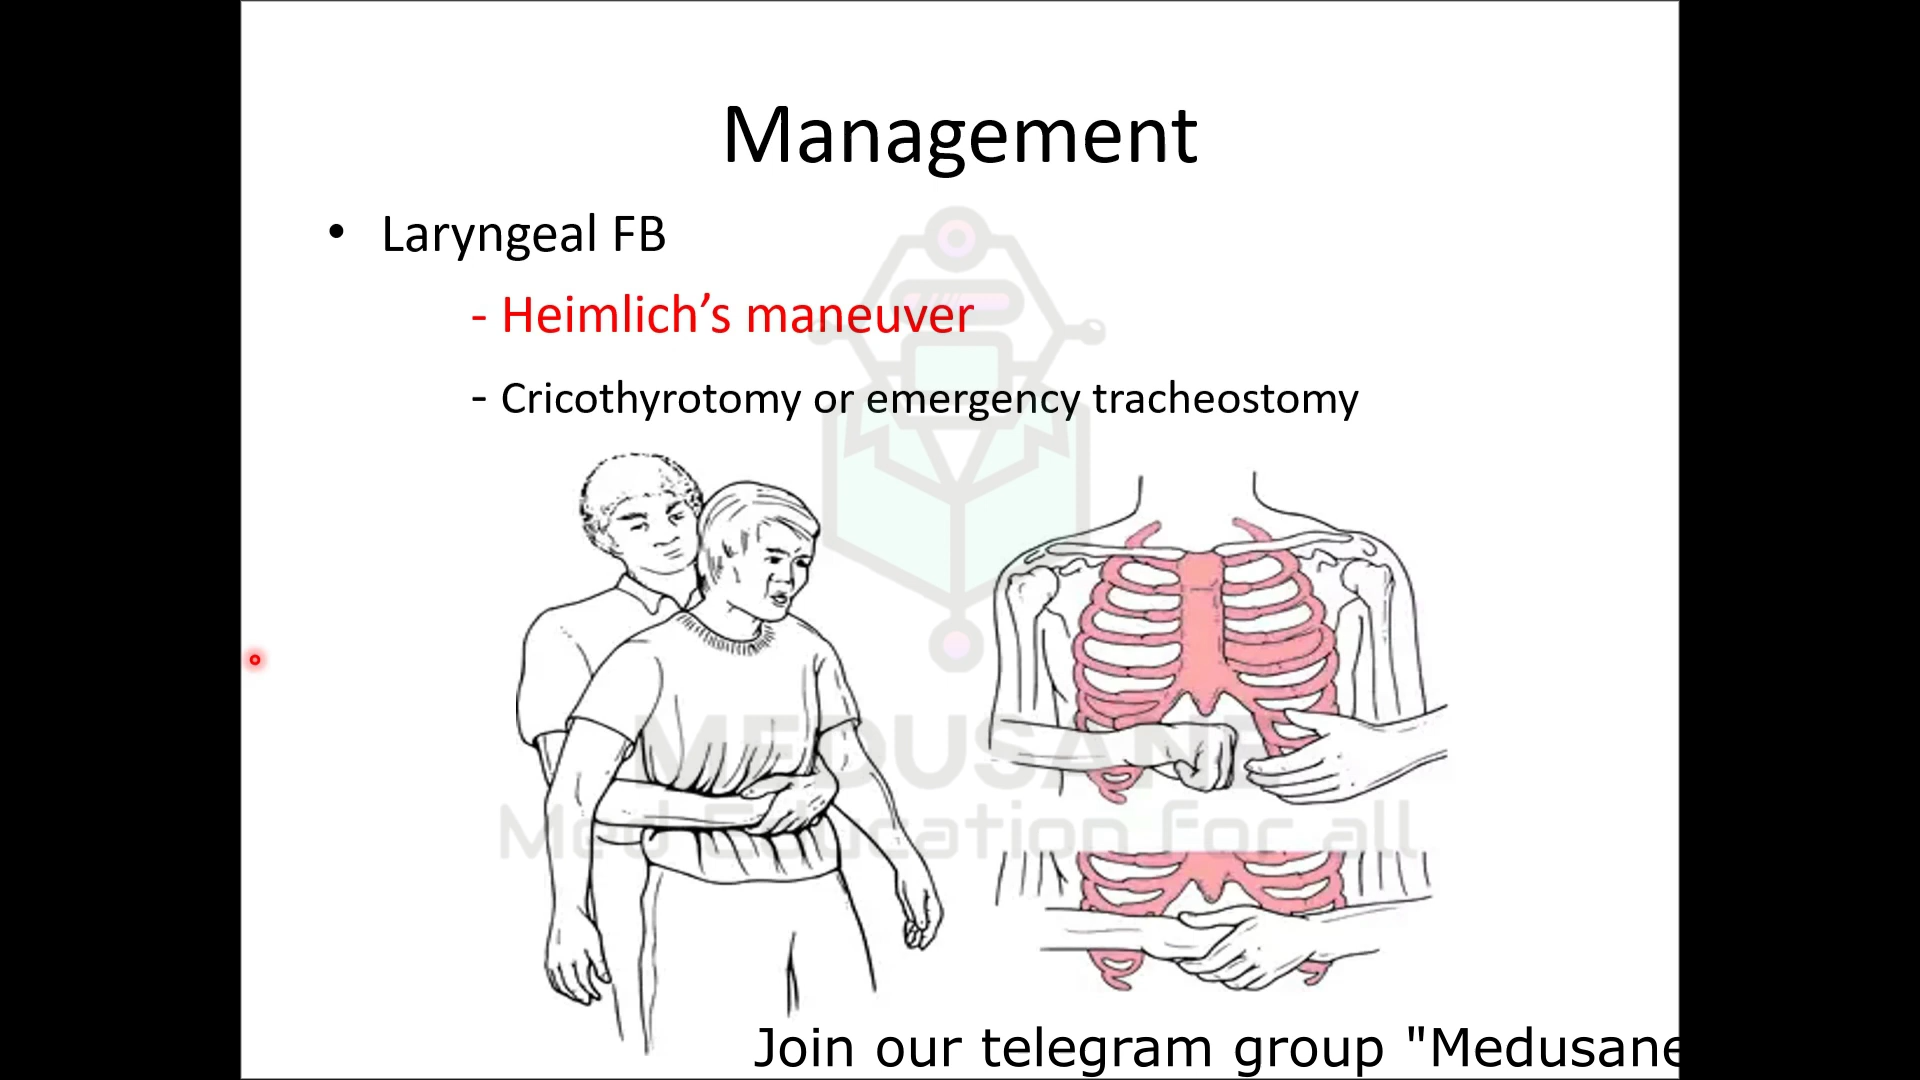 Management
• Laryngeal FB
- Heimlich’s maneuver
- Cricothyrotomy or emergency tracheostomy
MEDUSANE
Med Education for all
Join our telegram group "Medusane